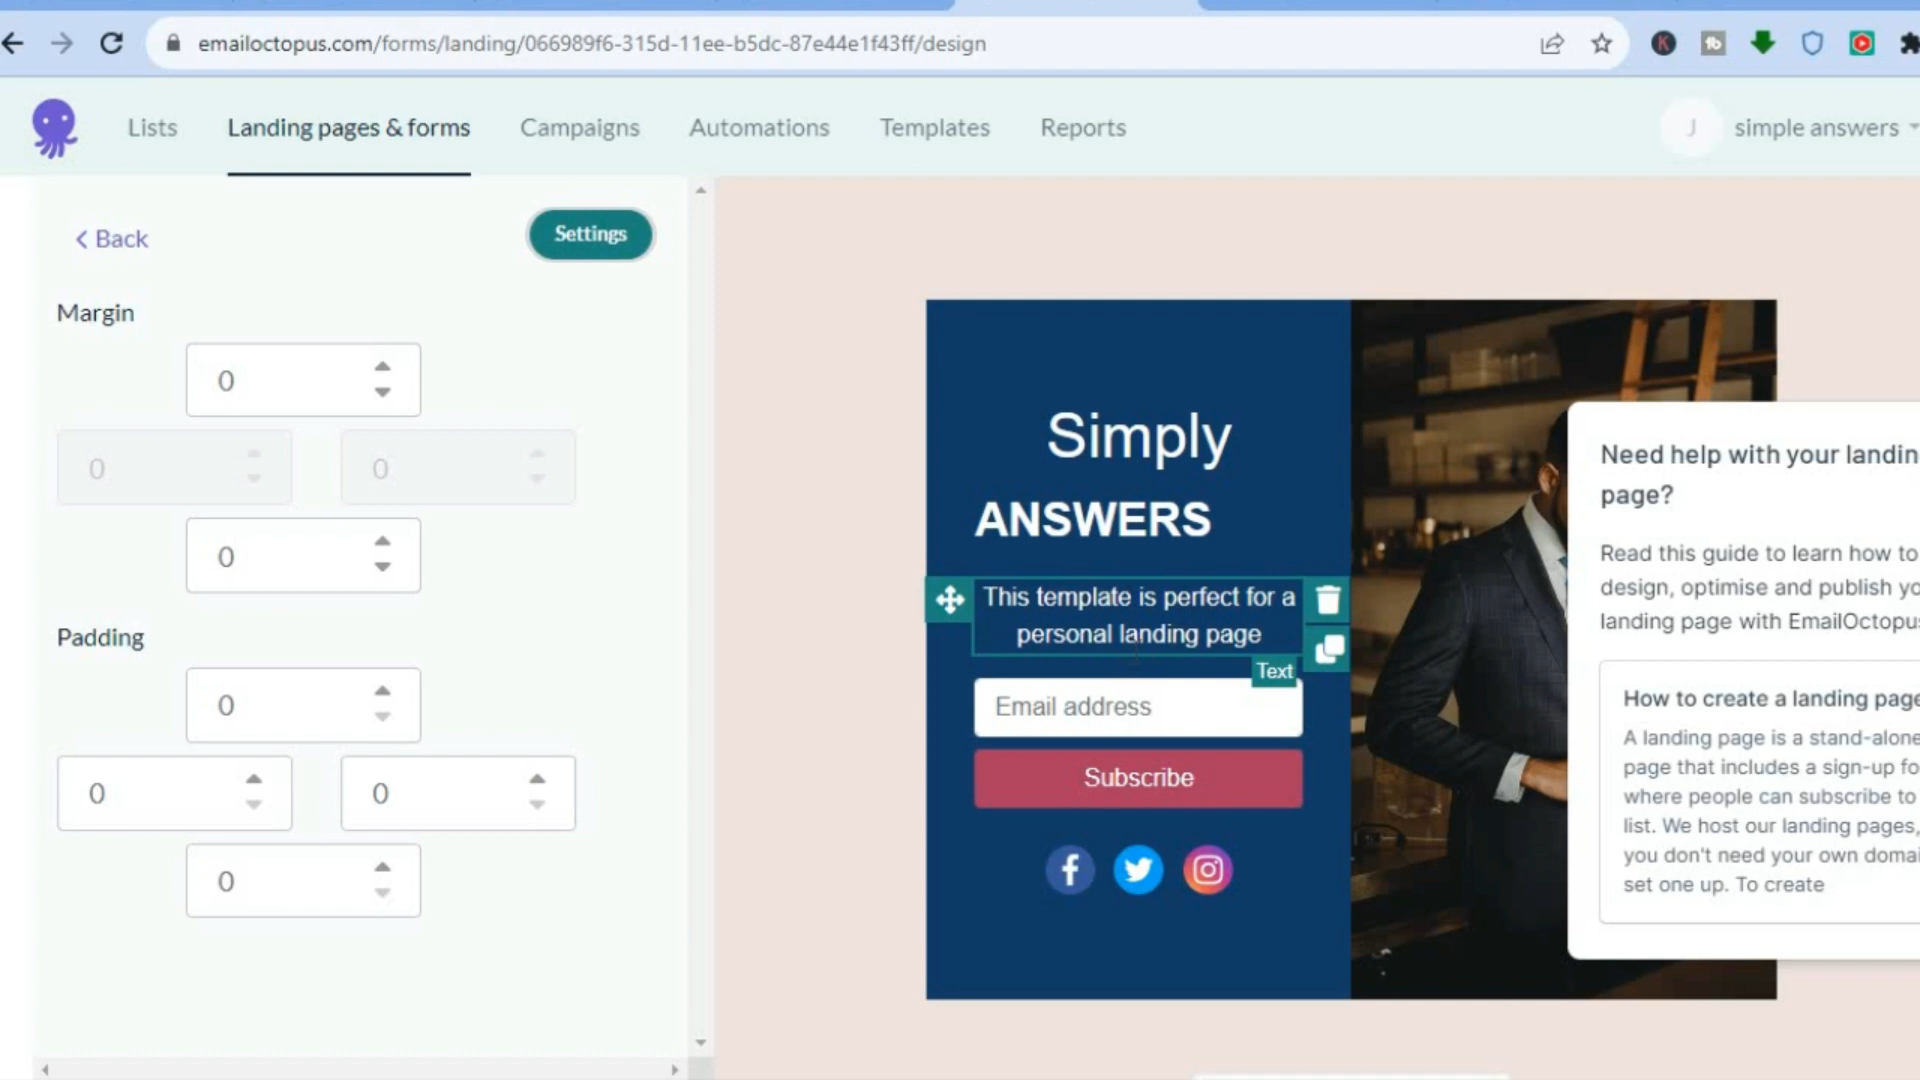 emailoctopus.com/forms/landing/066989f6-315d-11ee-b5dc-87e44e1f43ff/design
Lists
Landing pages & forms
Campaigns
Automations
Templates
Reports
J
simple answers
Back
Settings
Margin
0
0
0
0
Padding
0
0
0
0
Simply
ANSWERS
This template is perfect for a
personal landing page
Text
Email address
Subscribe
Need help with your landin
page?
Read this guide to learn how to
design, optimise and publish yo
landing page with EmailOctopus
How to create a landing page
A landing page is a stand-alone
page that includes a sign-up fo
where people can subscribe to
list. We host our landing pages,
you don't need your own domai
set one up. To create